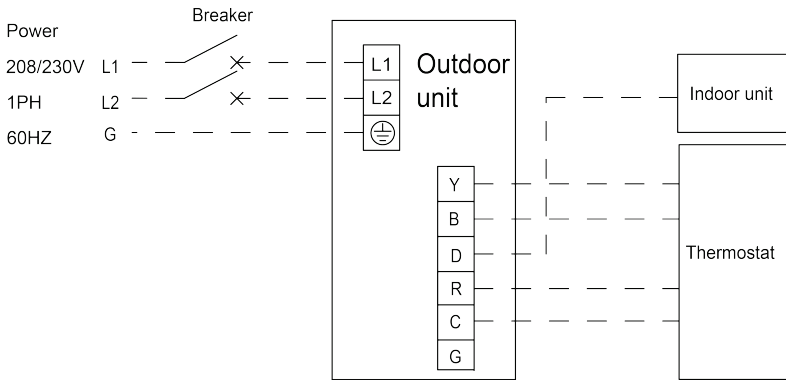 Breaker
Power
208/230V L1
1PH L2
60HZ G
L1
L2
Outdoor
unit
Indoor unit
Y
B
D
R
C
G
Thermostat